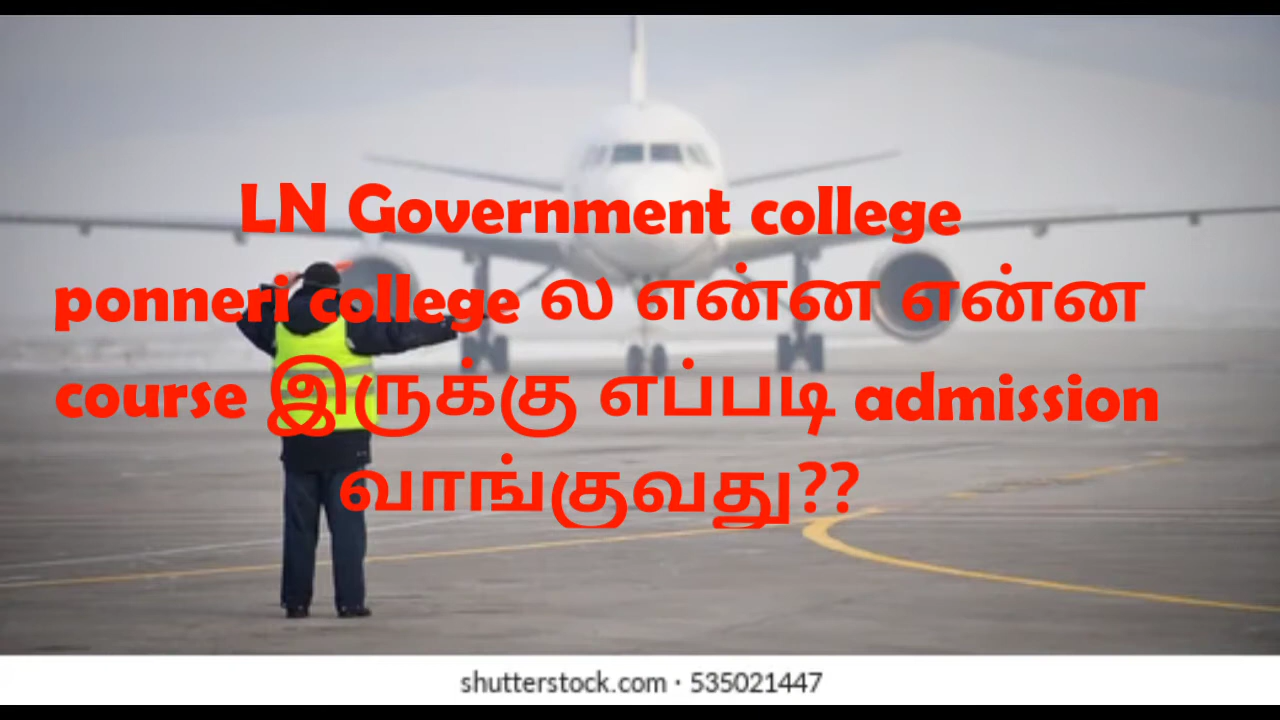 LN Government college
ponneri college ல என்ன என்ன
course இருக்கு எப்படி admission
வாங்குவது??
shutterstock.com · 535021447